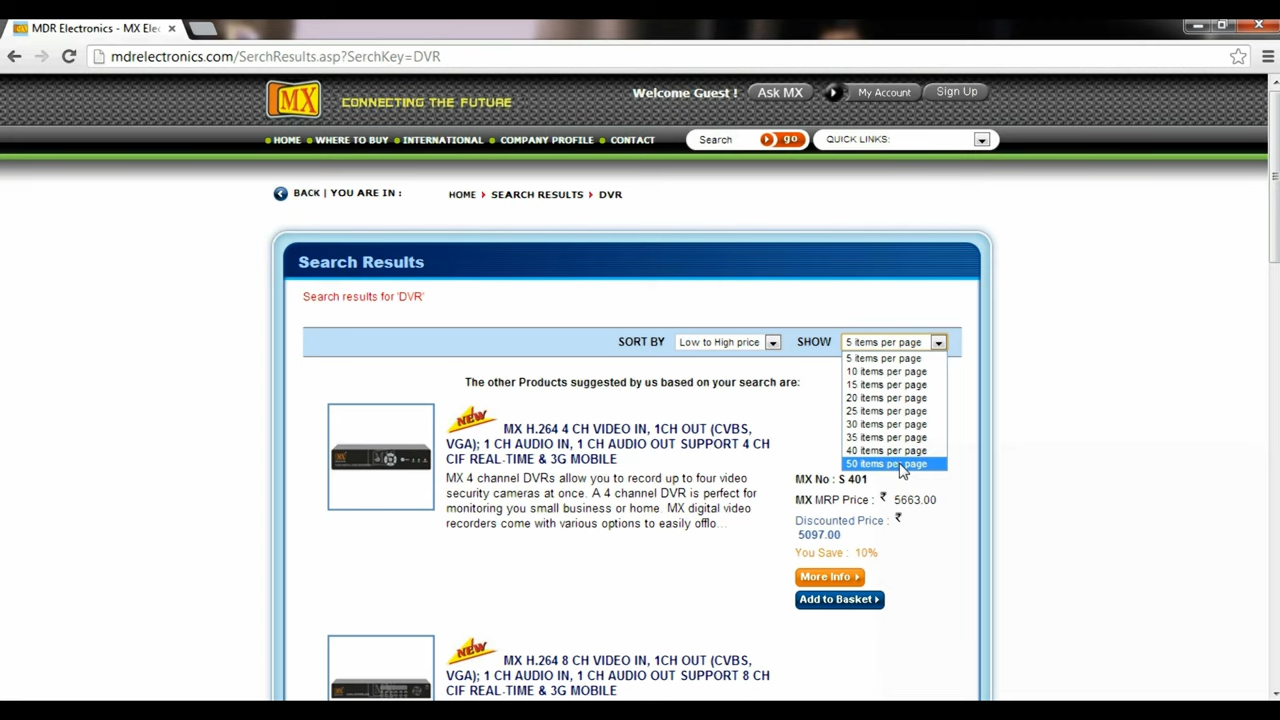 MDR Electronics - MX Elec
mdrelectronics.com/SerchResults.asp?SerchKey=DVR
MX
CONNECTING THE FUTURE
Welcome Guest !
Ask MX
My Account
Sign Up
HOME
WHERE TO BUY
INTERNATIONAL
COMPANY PROFILE
CONTACT
Search
go
QUICK LINKS:
BACK | YOU ARE IN :
HOME
SEARCH RESULTS
DVR
Search Results
Search results for 'DVR'
SORT BY
Low to High price
SHOW
5 items per page
5 items per page
10 items per page
15 items per page
20 items per page
25 items per page
30 items per page
35 items per page
40 items per page
50 items per page
The other Products suggested by us based on your search are:
NEW
MX H.264 4 CH VIDEO IN, 1CH OUT (CVBS,
VGA); 1 CH AUDIO IN, 1 CH AUDIO OUT SUPPORT 4 CH
CIF REAL-TIME & 3G MOBILE
MX 4 channel DVRs allow you to record up to four video
security cameras at once. A 4 channel DVR is perfect for
monitoring you small business or home. MX digital video
recorders come with various options to easily offlo...
MX No : S 401
MX MRP Price : ₹ 5663.00
Discounted Price : ₹
5097.00
You Save : 10%
More Info
Add to Basket
NEW
MX H.264 8 CH VIDEO IN, 1CH OUT (CVBS,
VGA); 1 CH AUDIO IN, 1 CH AUDIO OUT SUPPORT 8 CH
CIF REAL-TIME & 3G MOBILE